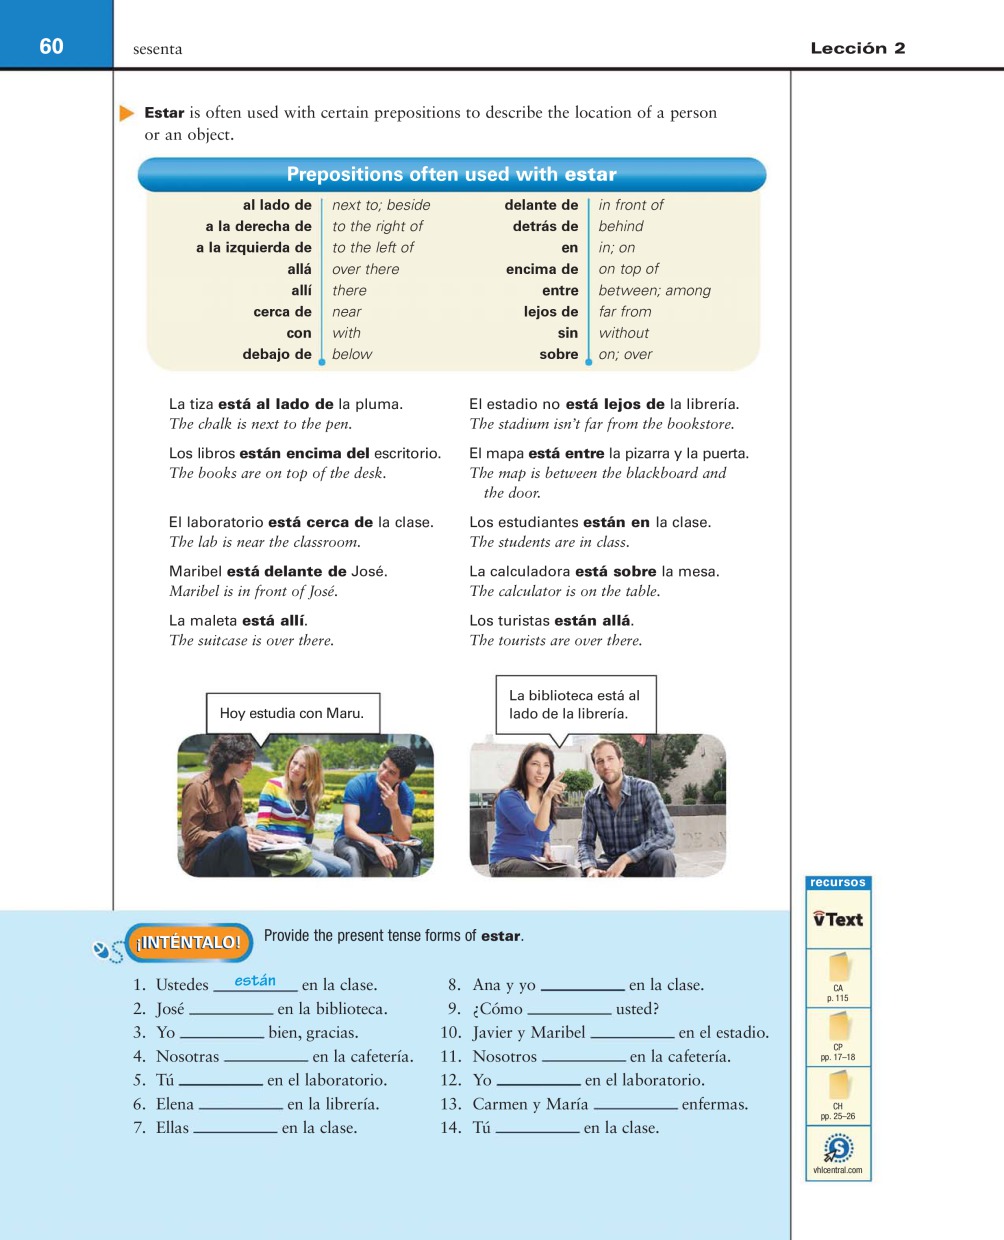 60
sesenta
Lección 2
Estar is often used with certain prepositions to describe the location of a person
or an object.
Prepositions often used with estar
al lado de next to; beside
a la derecha de to the right of
a la izquierda de to the left of
allá over there
allí there
cerca de near
con with
debajo de below
delante de in front of
detrás de behind
en in; on
encima de on top of
entre between; among
lejos de far from
sin without
sobre on; over
La tiza está al lado de la pluma.
The chalk is next to the pen.
Los libros están encima del escritorio.
The books are on top of the desk.
El laboratorio está cerca de la clase.
The lab is near the classroom.
Maribel está delante de José.
Maribel is in front of José.
La maleta está allí.
The suitcase is over there.
El estadio no está lejos de la librería.
The stadium isn't far from the bookstore.
El mapa está entre la pizarra y la puerta.
The map is between the blackboard and
the door.
Los estudiantes están en la clase.
The students are in class.
La calculadora está sobre la mesa.
The calculator is on the table.
Los turistas están allá.
The tourists are over there.
Hoy estudia con Maru.
La biblioteca está al
lado de la librería.
¡INTÉNTALO! Provide the present tense forms of estar.
1. Ustedes están en la clase.
2. José ________ en la biblioteca.
3. Yo ________ bien, gracias.
4. Nosotras ________ en la cafetería.
5. Tú ________ en el laboratorio.
6. Elena ________ en la librería.
7. Ellas ________ en la clase.
8. Ana y yo ________ en la clase.
9. ¿Cómo ________ usted?
10. Javier y Maribel ________ en el estadio.
11. Nosotros ________ en la cafetería.
12. Yo ________ en el laboratorio.
13. Carmen y María ________ enfermas.
14. Tú ________ en la clase.
recursos
vText
CA
p. 115
CP
pp. 17–18
CH
pp. 25–26
S
vhlcentral.com